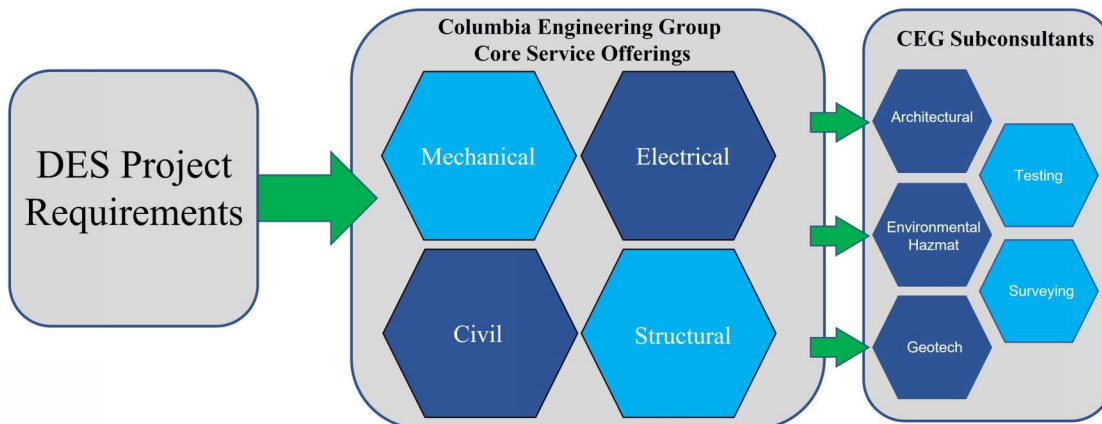 DES Project
Requirements
Columbia Engineering Group
Core Service Offerings
Mechanical
Electrical
Civil
Structural
CEG Subconsultants
Architectural
Testing
Environmental
Hazmat
Surveying
Geotech